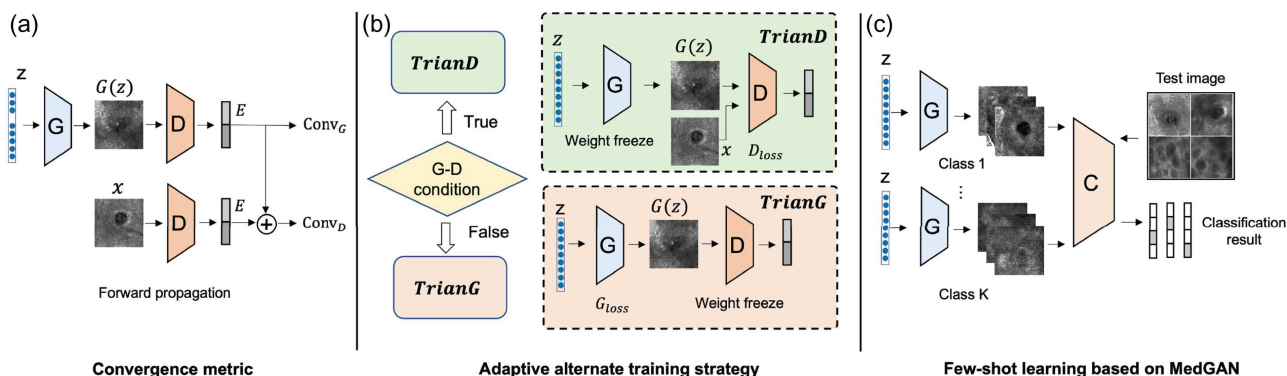 (a)
z
G
G(z)
D
E
Conv_G
x
D
E
+
Conv_D
Forward propagation
Convergence metric
(b)
TrianD
True
G-D
condition
False
TrianG
TrianD
z
G
G(z)
D
Weight freeze
x
D_loss
TrianG
z
G
G(z)
D
G_loss
Weight freeze
Adaptive alternate training strategy
(c)
z
G
Class 1
Test image
C
z
⋮
G
Class K
Classification
result
Few-shot learning based on MedGAN